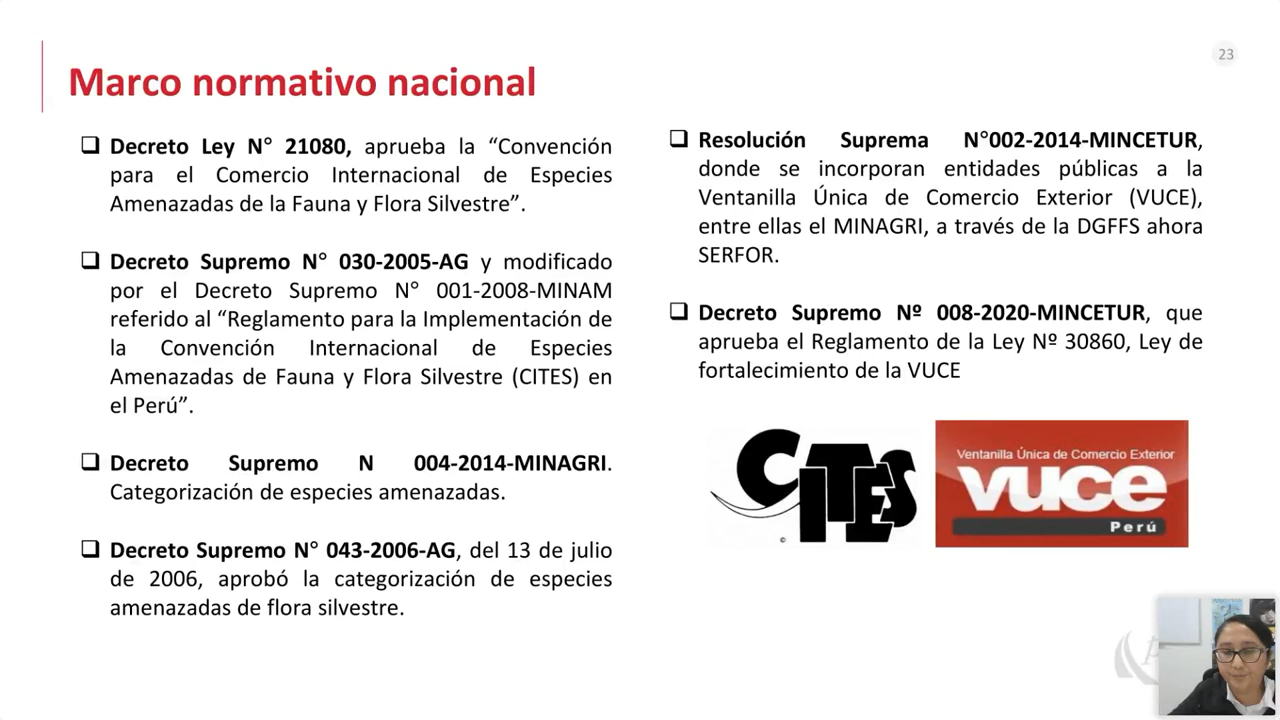 23
Marco normativo nacional
Decreto Ley N° 21080, aprueba la “Convención
para el Comercio Internacional de Especies
Amenazadas de la Fauna y Flora Silvestre”.
Decreto Supremo N° 030-2005-AG y modificado
por el Decreto Supremo N° 001-2008-MINAM
referido al “Reglamento para la Implementación de
la Convención Internacional de Especies
Amenazadas de Fauna y Flora Silvestre (CITES) en
el Perú”.
Decreto Supremo N 004-2014-MINAGRI.
Categorización de especies amenazadas.
Decreto Supremo N° 043-2006-AG, del 13 de julio
de 2006, aprobó la categorización de especies
amenazadas de flora silvestre.
Resolución Suprema N°002-2014-MINCETUR,
donde se incorporan entidades públicas a la
Ventanilla Única de Comercio Exterior (VUCE),
entre ellas el MINAGRI, a través de la DGFFS ahora
SERFOR.
Decreto Supremo Nº 008-2020-MINCETUR, que
aprueba el Reglamento de la Ley Nº 30860, Ley de
fortalecimiento de la VUCE
CITES
©
Ventanilla Única de Comercio Exterior
vuce
Perú